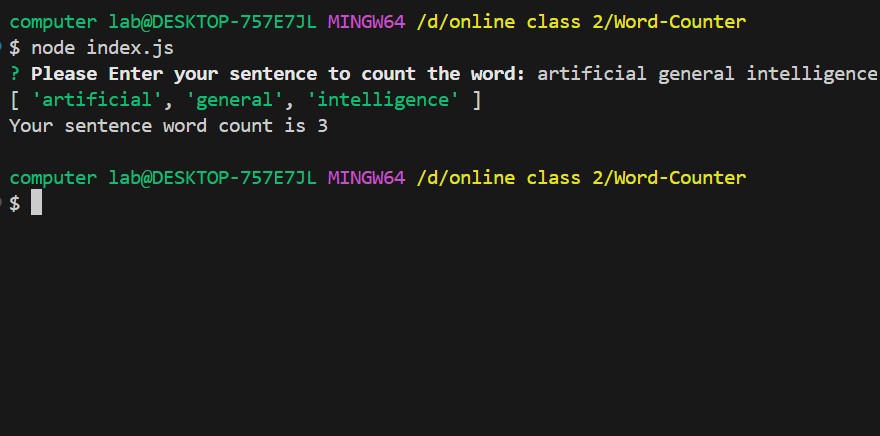 computer lab@DESKTOP-757E7JL MINGW64 /d/online class 2/Word-Counter
$ node index.js
? Please Enter your sentence to count the word: artificial general intelligence
[ 'artificial', 'general', 'intelligence' ]
Your sentence word count is 3
computer lab@DESKTOP-757E7JL MINGW64 /d/online class 2/Word-Counter
$